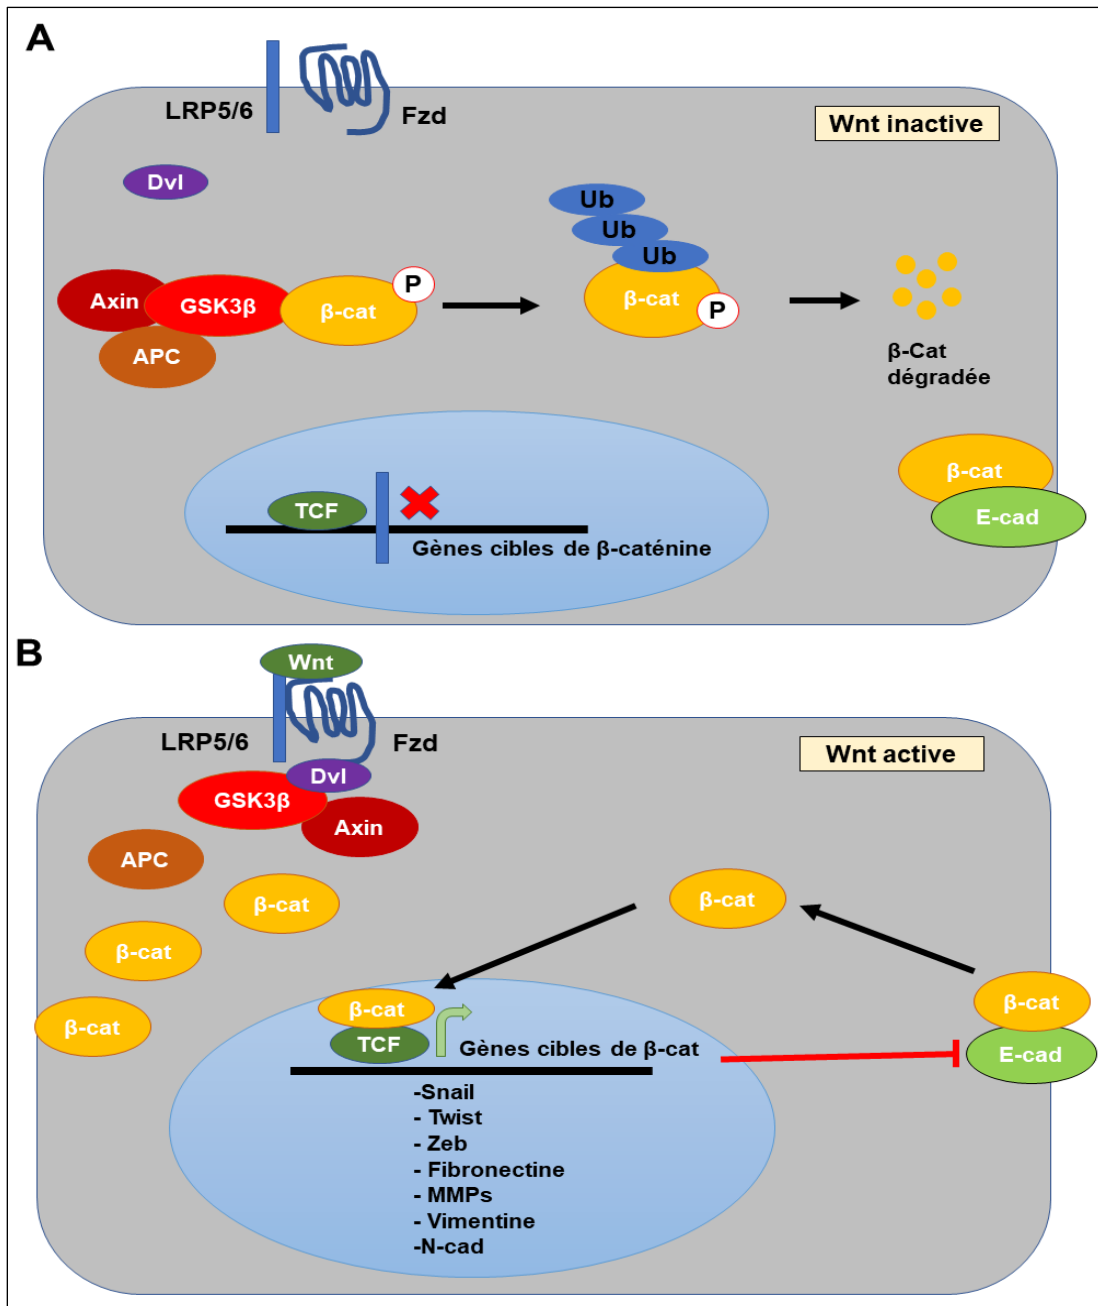 A
LRP5/6
Fzd
Wnt inactive
Dvl
Ub
Ub
Ub
Axin
GSK3β
β-cat
P
β-cat
P
APC
β-Cat
dégradée
β-cat
E-cad
TCF
Gènes cibles de β-caténine
B
Wnt
LRP5/6
Fzd
Wnt active
Dvl
GSK3β
Axin
APC
β-cat
β-cat
β-cat
β-cat
β-cat
E-cad
β-cat
TCF
Gènes cibles de β-cat
-Snail
- Twist
- Zeb
- Fibronectine
- MMPs
- Vimentine
-N-cad